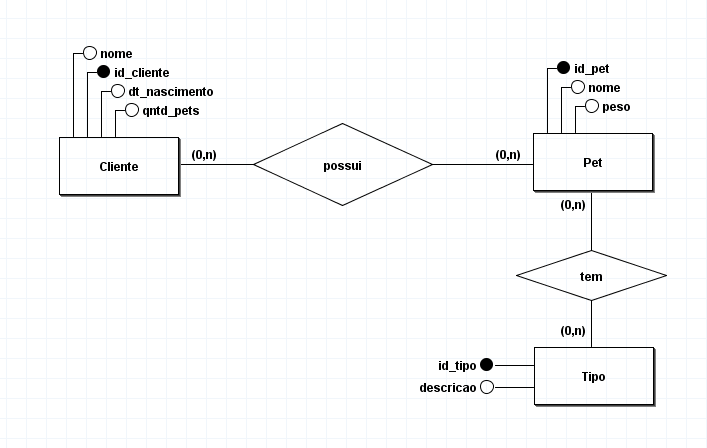 nome
id_cliente
dt_nascimento
qntd_pets
Cliente
(0,n)
possui
(0,n)
id_pet
nome
peso
Pet
(0,n)
tem
(0,n)
id_tipo
descricao
Tipo